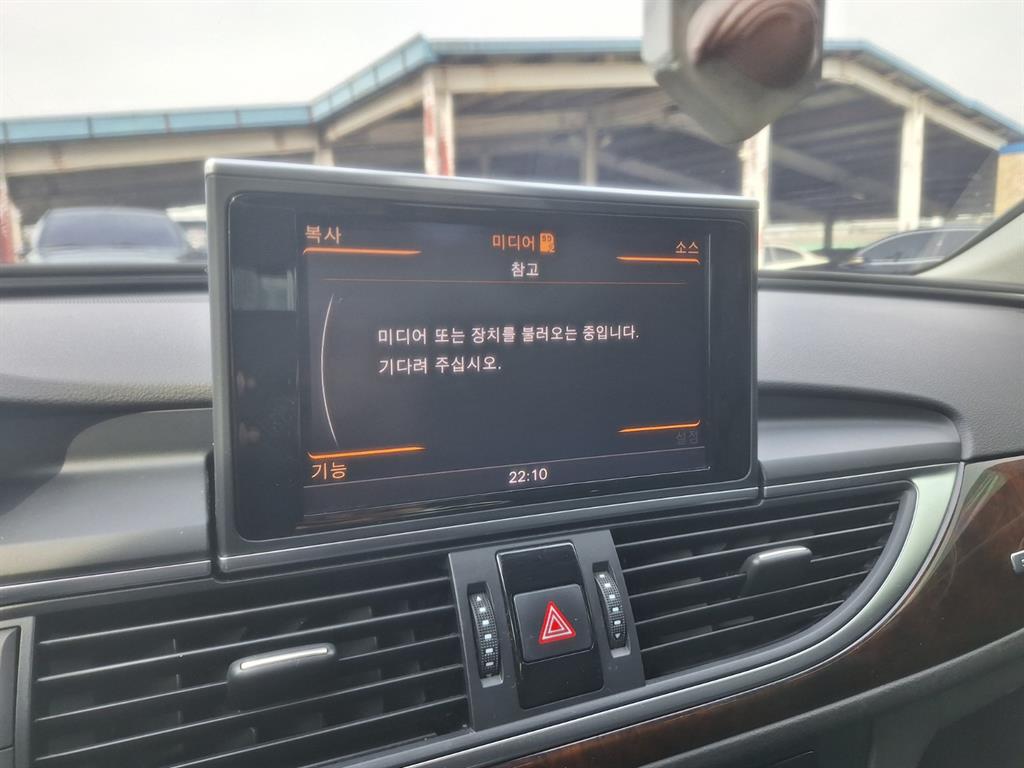 복사
미디어 SD 2
소스
참고
미디어 또는 장치를 불러오는 중입니다.
기다려 주십시오.
설정
기능
22:10